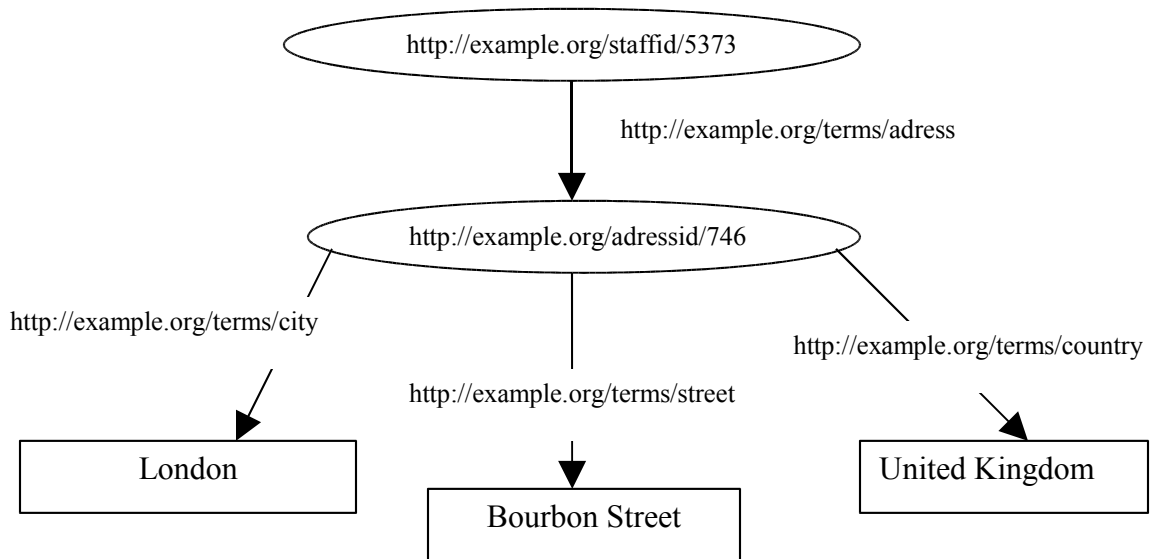 http://example.org/staffid/5373
http://example.org/terms/adress
http://example.org/adressid/746
http://example.org/terms/city
http://example.org/terms/country
http://example.org/terms/street
London
United Kingdom
Bourbon Street